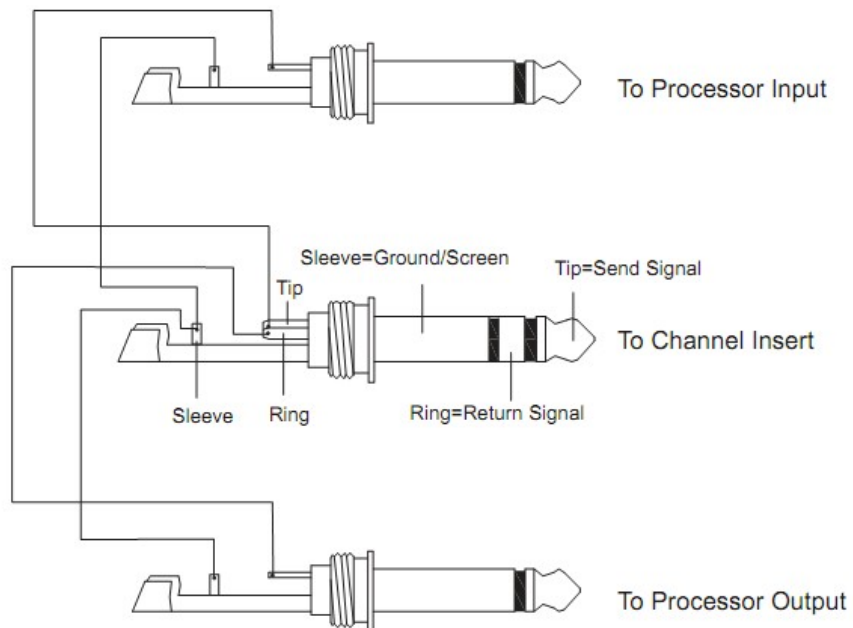 To Processor Input
Sleeve=Ground/Screen
Tip=Send Signal
Tip
To Channel Insert
Sleeve
Ring
Ring=Return Signal
To Processor Output